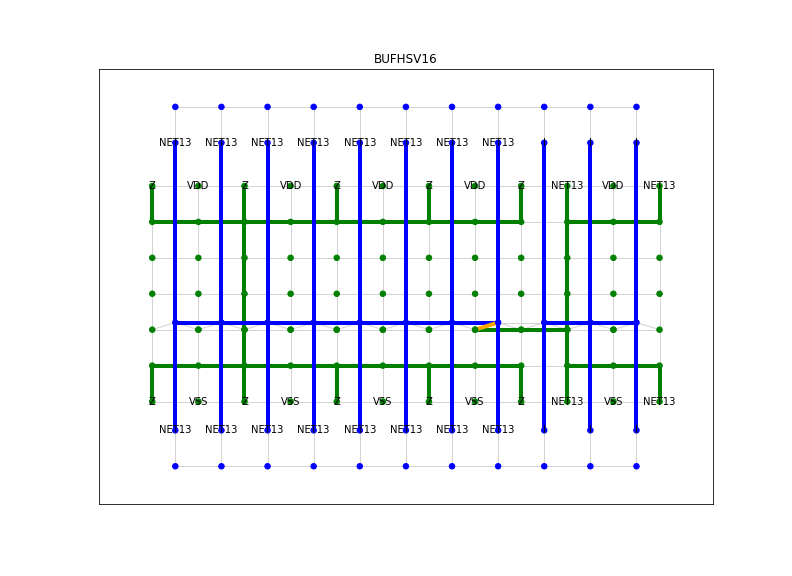 BUFHSV16
NET13 NET13 NET13 NET13 NET13 NET13 NET13 NET13
Z VDD Z VDD Z VDD Z VDD Z NET13 VDD NET13
Z VSS Z VSS Z VSS Z VSS Z NET13 VSS NET13
NET13 NET13 NET13 NET13 NET13 NET13 NET13 NET13